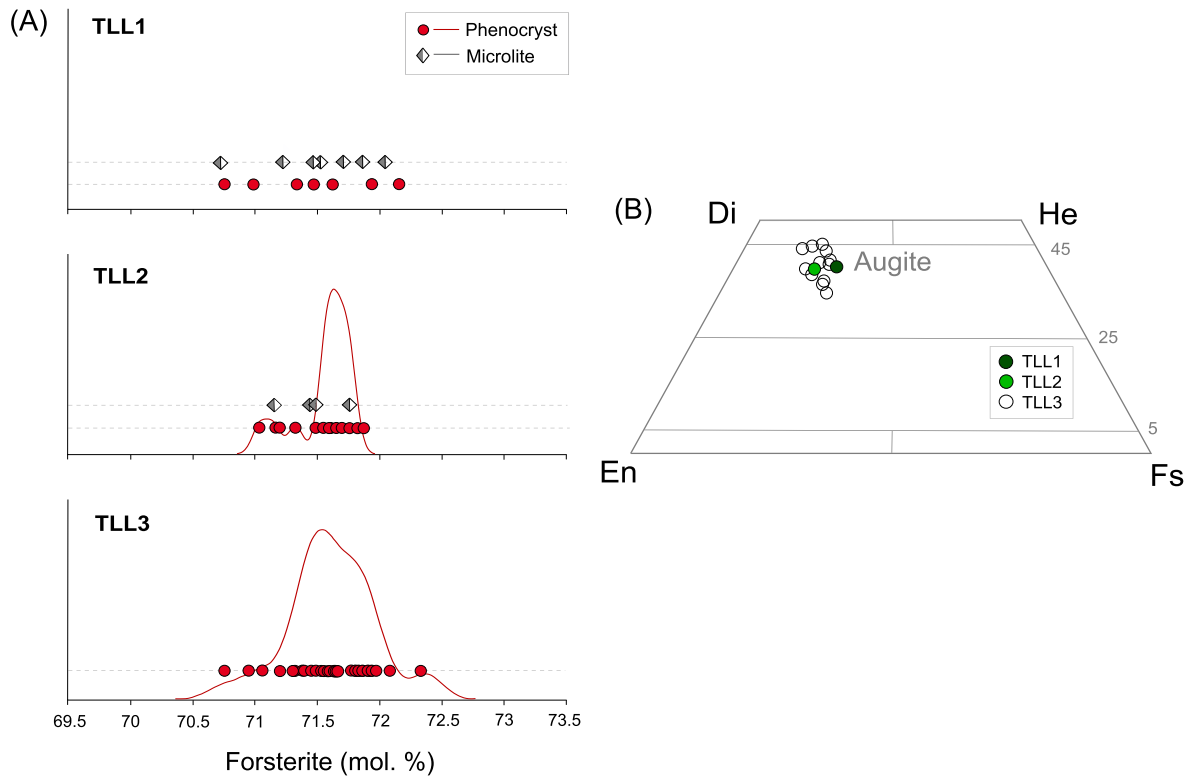 (A)
TLL1
Phenocryst
Microlite
TLL2
TLL3
69.5 70 70.5 71 71.5 72 72.5 73 73.5
Forsterite (mol. %)
(B)
Di He
45
Augite
25
TLL1
TLL2
TLL3
5
En Fs